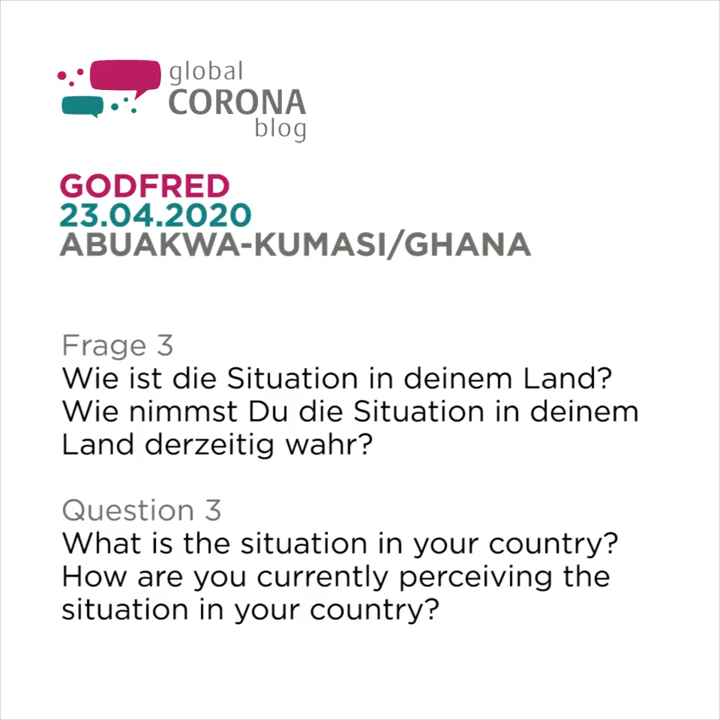 global
CORONA
blog
GODFRED
23.04.2020
ABUAKWA-KUMASI/GHANA
Frage 3
Wie ist die Situation in deinem Land?
Wie nimmst Du die Situation in deinem
Land derzeitig wahr?
Question 3
What is the situation in your country?
How are you currently perceiving the
situation in your country?